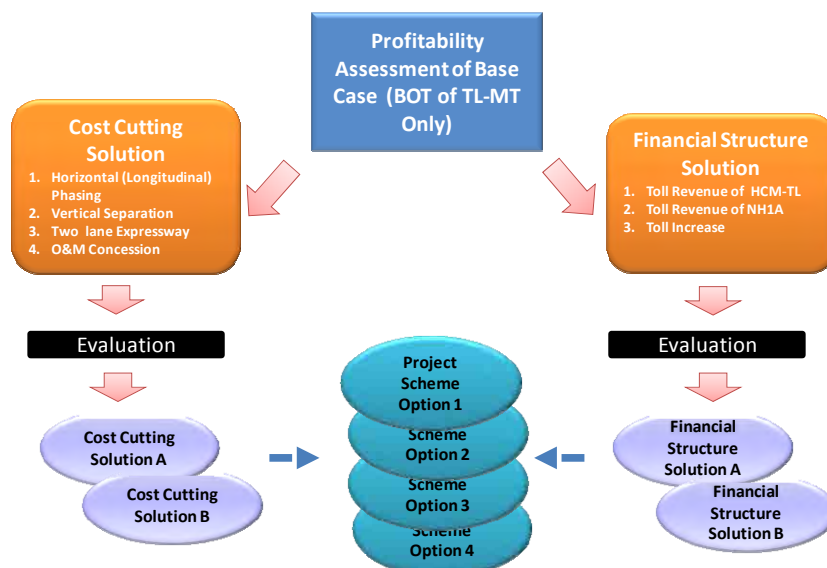 Profitability
Assessment of Base
Case (BOT of TL-MT
Only)
Cost Cutting
Solution
1. Horizontal (Longitudinal)
Phasing
2. Vertical Separation
3. Two lane Expressway
4. O&M Concession
Financial Structure
Solution
1. Toll Revenue of HCM-TL
2. Toll Revenue of NH1A
3. Toll Increase
Evaluation
Evaluation
Cost Cutting
Solution A
Cost Cutting
Solution B
Project
Scheme
Option 1
Scheme
Option 2
Scheme
Option 3
Scheme
Option 4
Financial
Structure
Solution A
Financial
Structure
Solution B